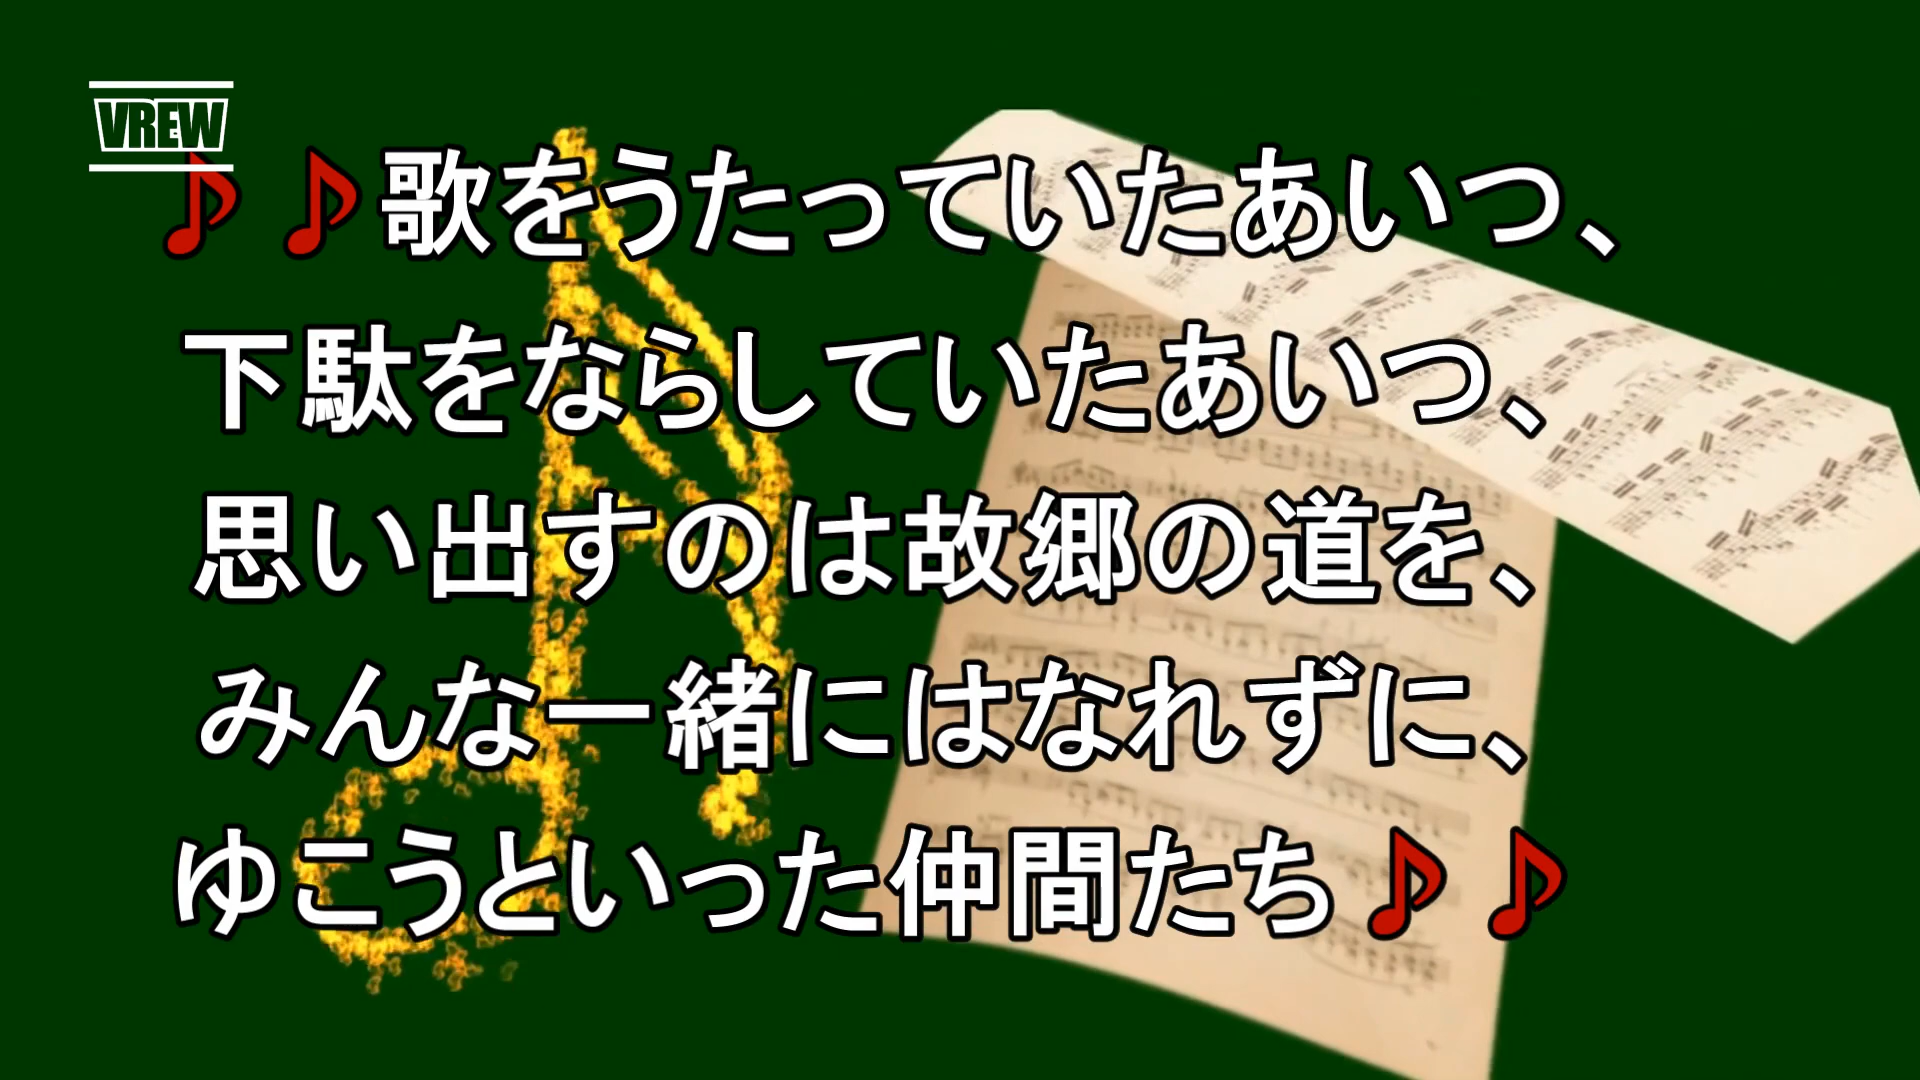 VREW
♪♪歌をうたっていたあいつ、
下駄をならしていたあいつ、
思い出すのは故郷の道を、
みんな一緒にはなれずに、
ゆこうといった仲間たち♪♪